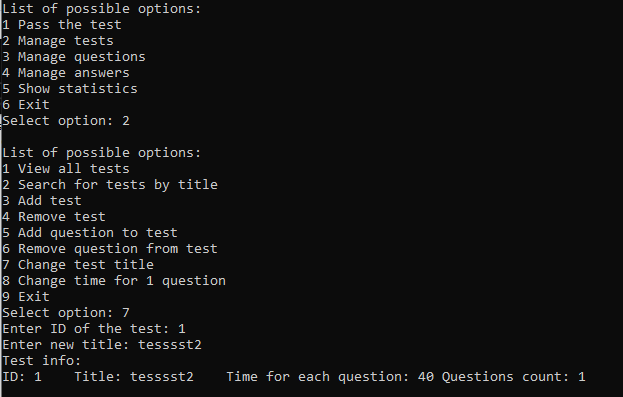 List of possible options:
1 Pass the test
2 Manage tests
3 Manage questions
4 Manage answers
5 Show statistics
6 Exit
Select option: 2

List of possible options:
1 View all tests
2 Search for tests by title
3 Add test
4 Remove test
5 Add question to test
6 Remove question from test
7 Change test title
8 Change time for 1 question
9 Exit
Select option: 7
Enter ID of the test: 1
Enter new title: tesssst2
Test info:
ID: 1    Title: tesssst2    Time for each question: 40 Questions count: 1